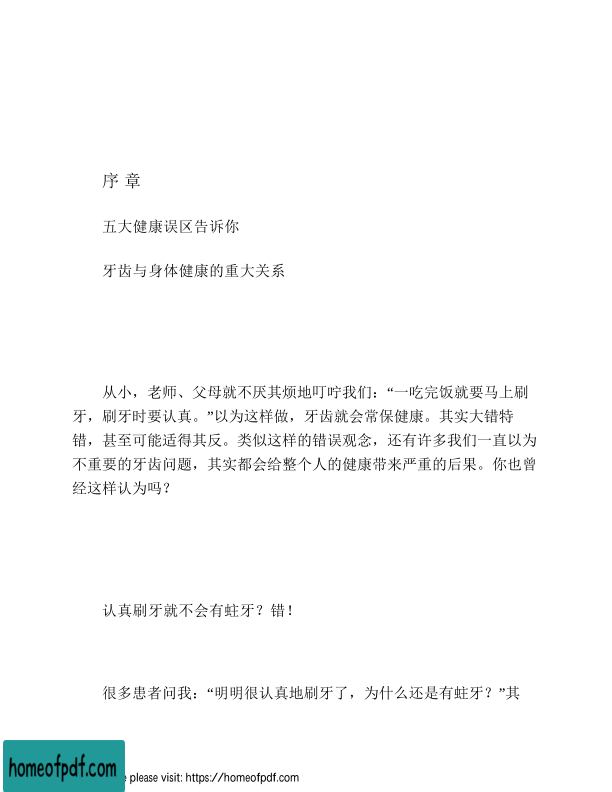 序 章
五大健康误区告诉你
牙齿与身体健康的重大关系
从小，老师、父母就不厌其烦地叮咛我们：“一吃完饭就要马上刷
牙，刷牙时要认真。”以为这样做，牙齿就会常保健康。其实大错特
错，甚至可能适得其反。类似这样的错误观念，还有许多我们一直以为
不重要的牙齿问题，其实都会给整个人的健康带来严重的后果。你也曾
经这样认为吗？
认真刷牙就不会有蛀牙？错！
很多患者问我：“明明很认真地刷牙了，为什么还是有蛀牙？”其
homeofpdf.com
please visit: https://homeofpdf.com